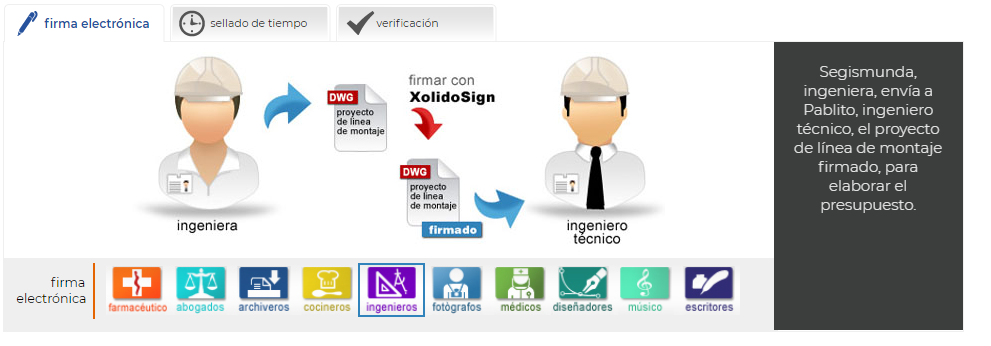 firma electrónica
sellado de tiempo
verificación
DWG
proyecto
de línea
de montaje
firmar con
XolidoSign
DWG
proyecto
de línea
de montaje
firmado
ingeniera
ingeniero
técnico
Segismunda,
ingeniera, envía a
Pablito, ingeniero
técnico, el proyecto
de línea de montaje
firmado, para
elaborar el
presupuesto.
firma
electrónica
farmacéutico
abogados
archiveros
cocineros
ingenieros
fotógrafos
médicos
diseñadores
músico
escritores